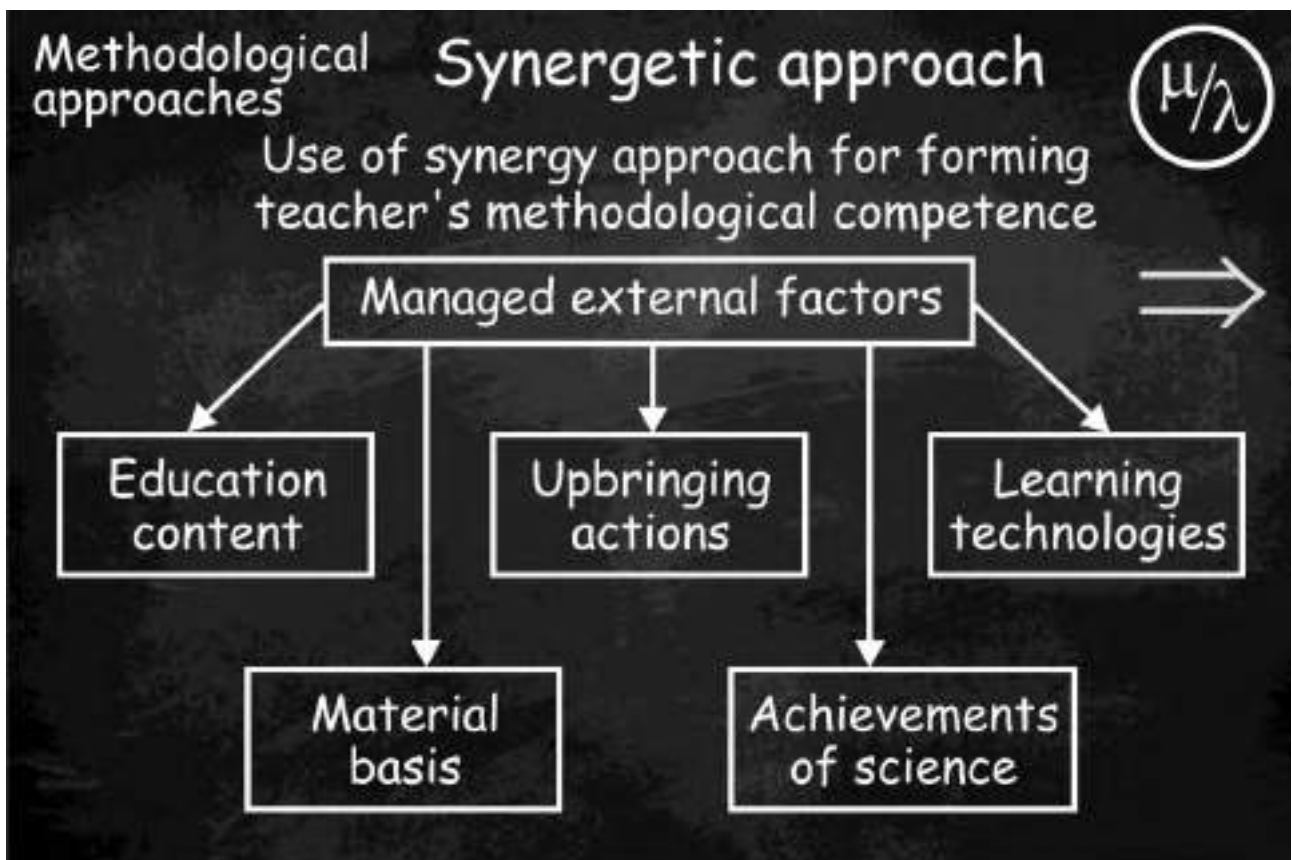 Methodological
approaches
Synergetic approach
μ/λ
Use of synergy approach for forming
teacher's methodological competence
Managed external factors
Education
content
Upbringing
actions
Learning
technologies
Material
basis
Achievements
of science